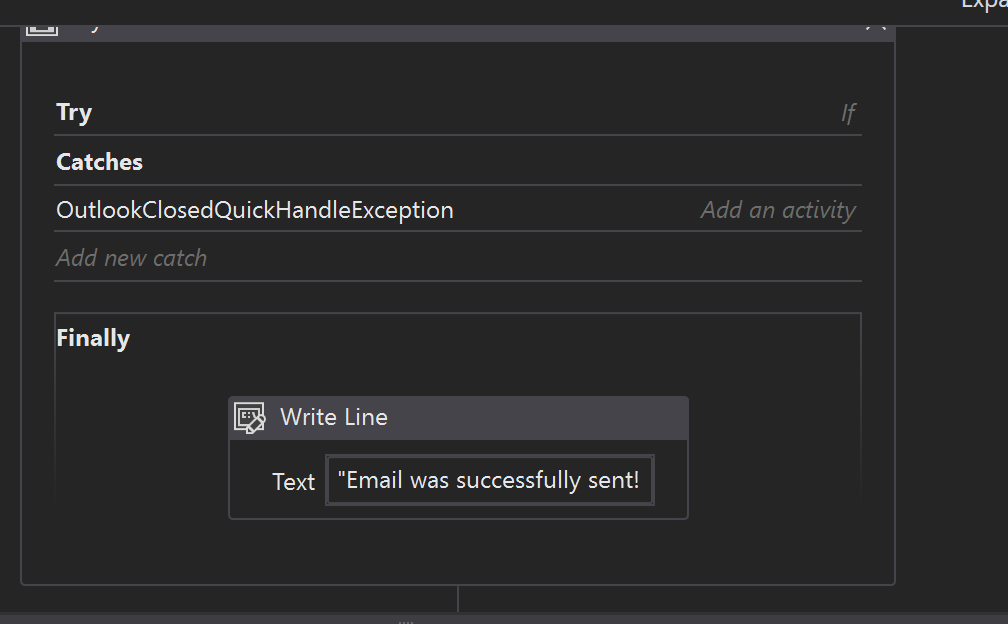 Try
If
Catches
OutlookClosedQuickHandleException
Add an activity
Add new catch
Finally
Write Line
Text
"Email was successfully sent!